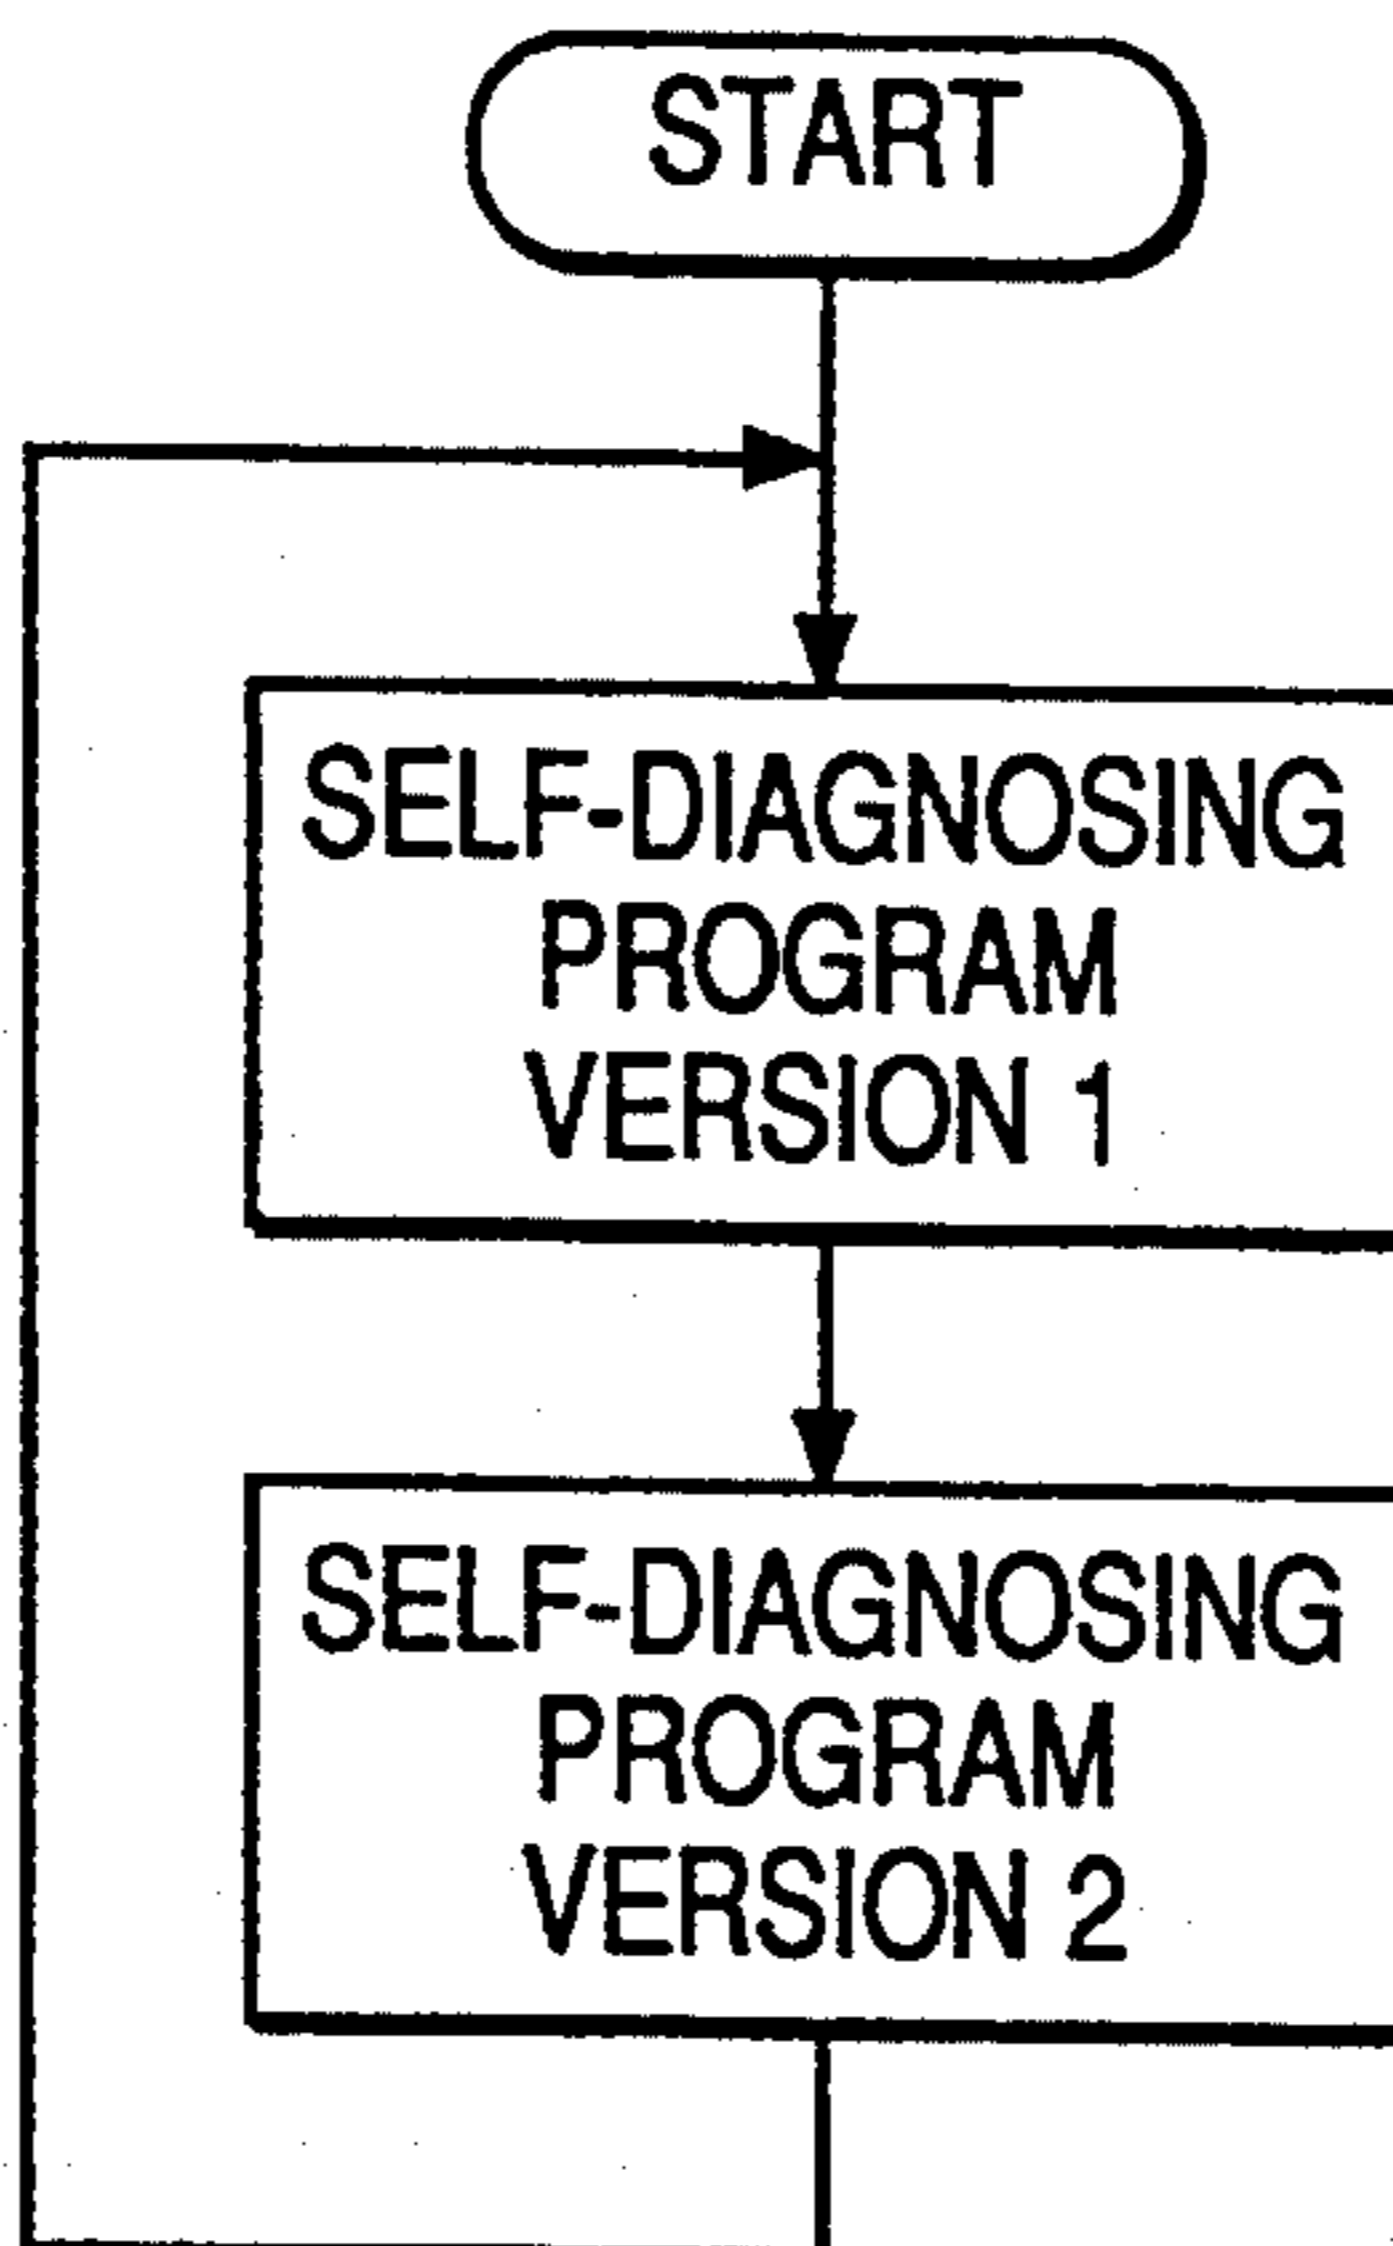 START
SELF-DIAGNOSING
PROGRAM
VERSION 1
SELF-DIAGNOSING
PROGRAM
VERSION 2